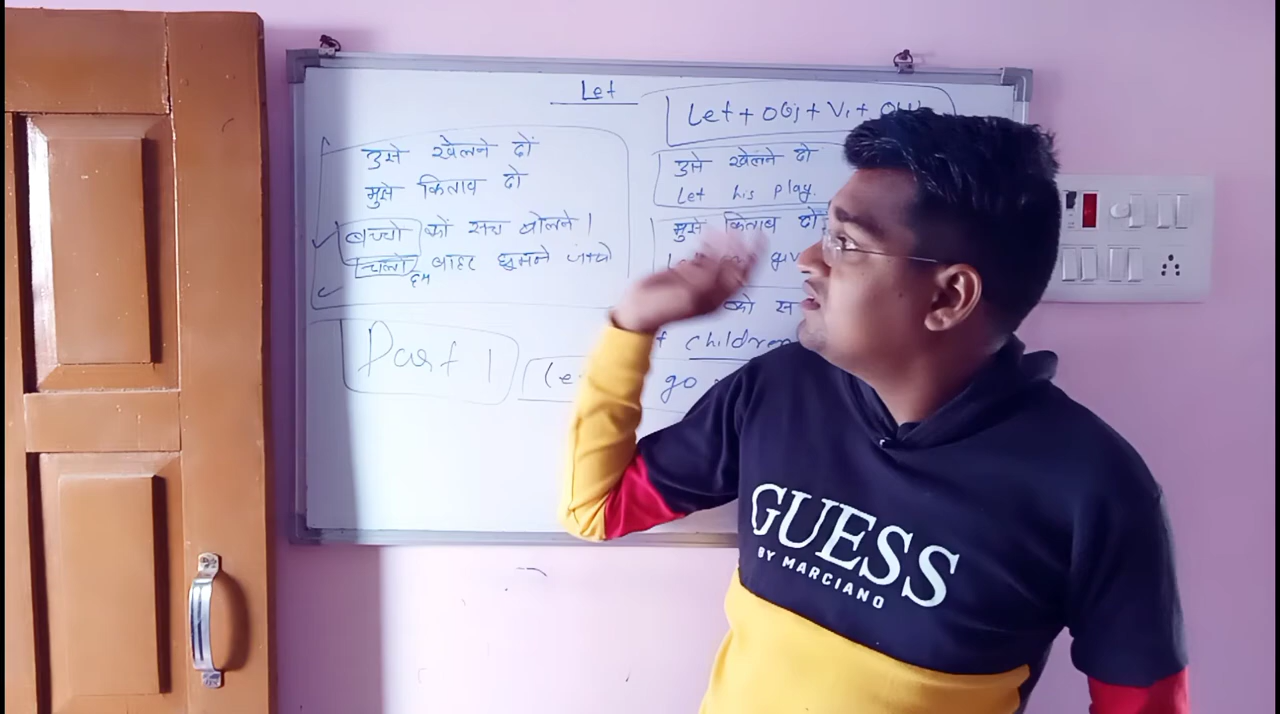 Let
उसे खेलने दों
मुसे किताब दो
बच्चो कों सच बोलने।
चलो हम बाहर घुमने
Part 1
Let + obj + V₁ +
उसे खेलने दो
Let his play.
मुसे किताब दों
को स
children
go
GUESS
BY MARCIANO